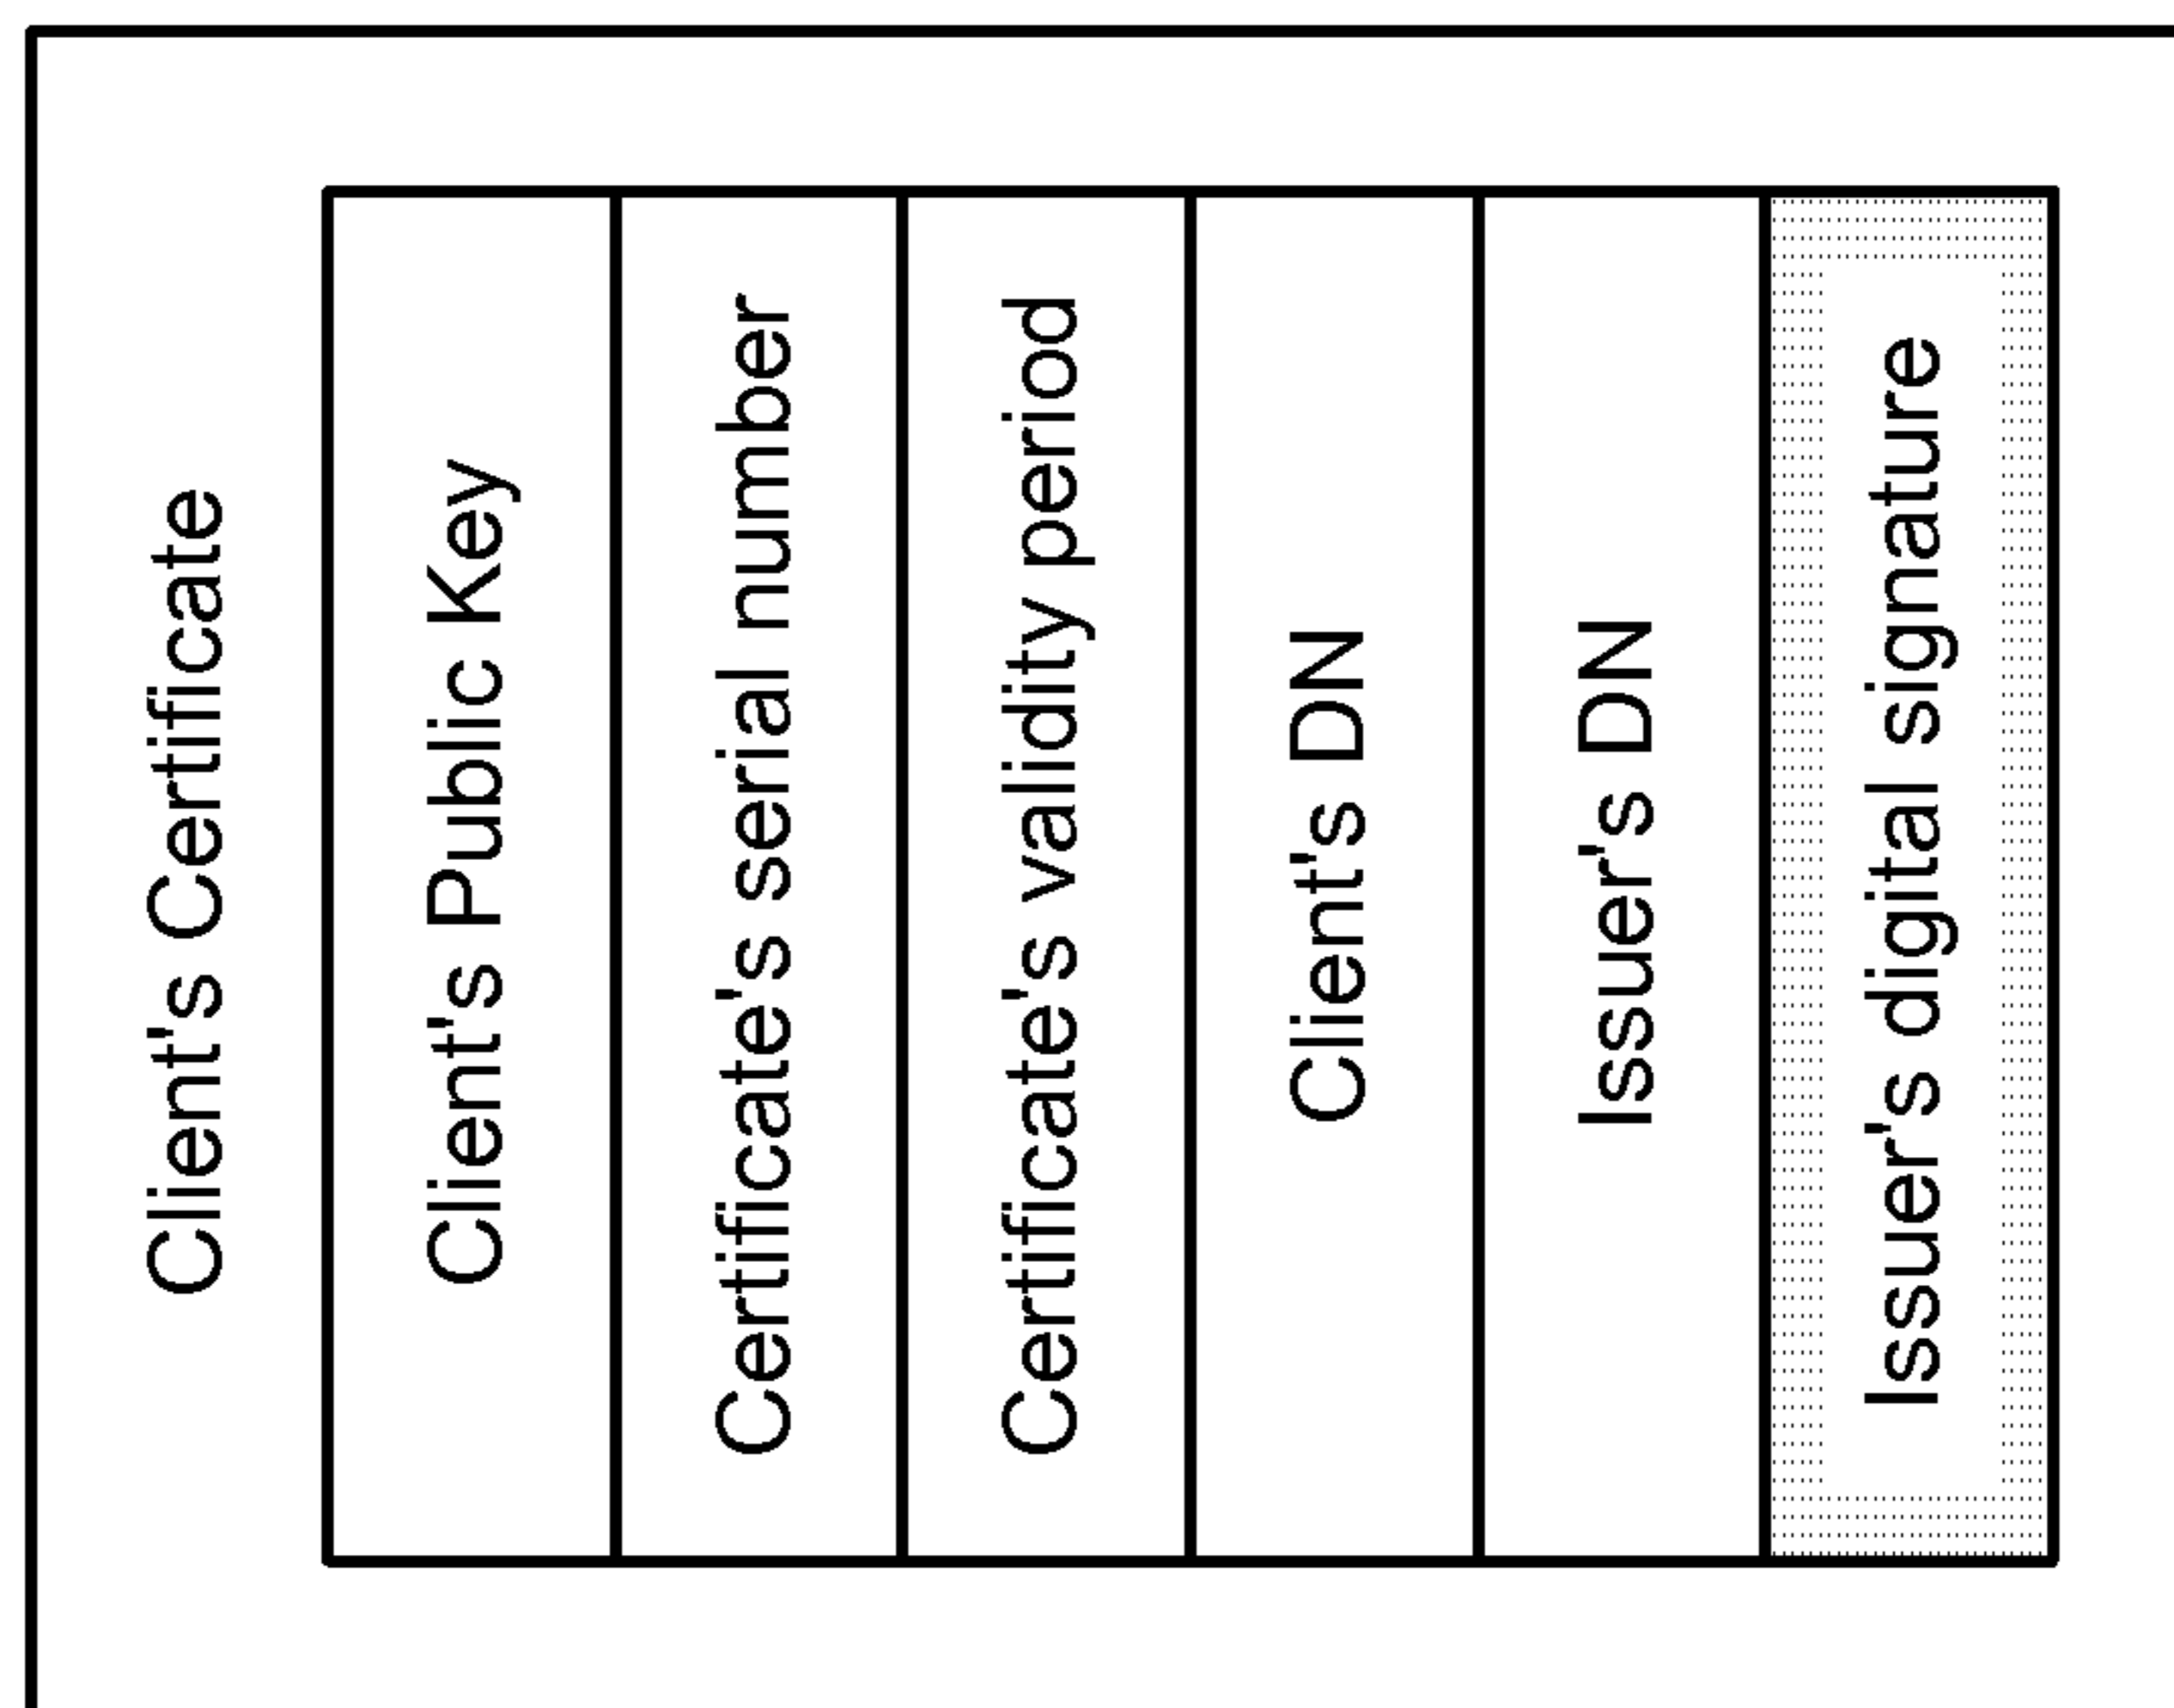 Client's Certificate
Client's Public Key
Certificate's serial number
Certificate's validity period
Client's DN
Issuer's DN
Issuer's digital signature